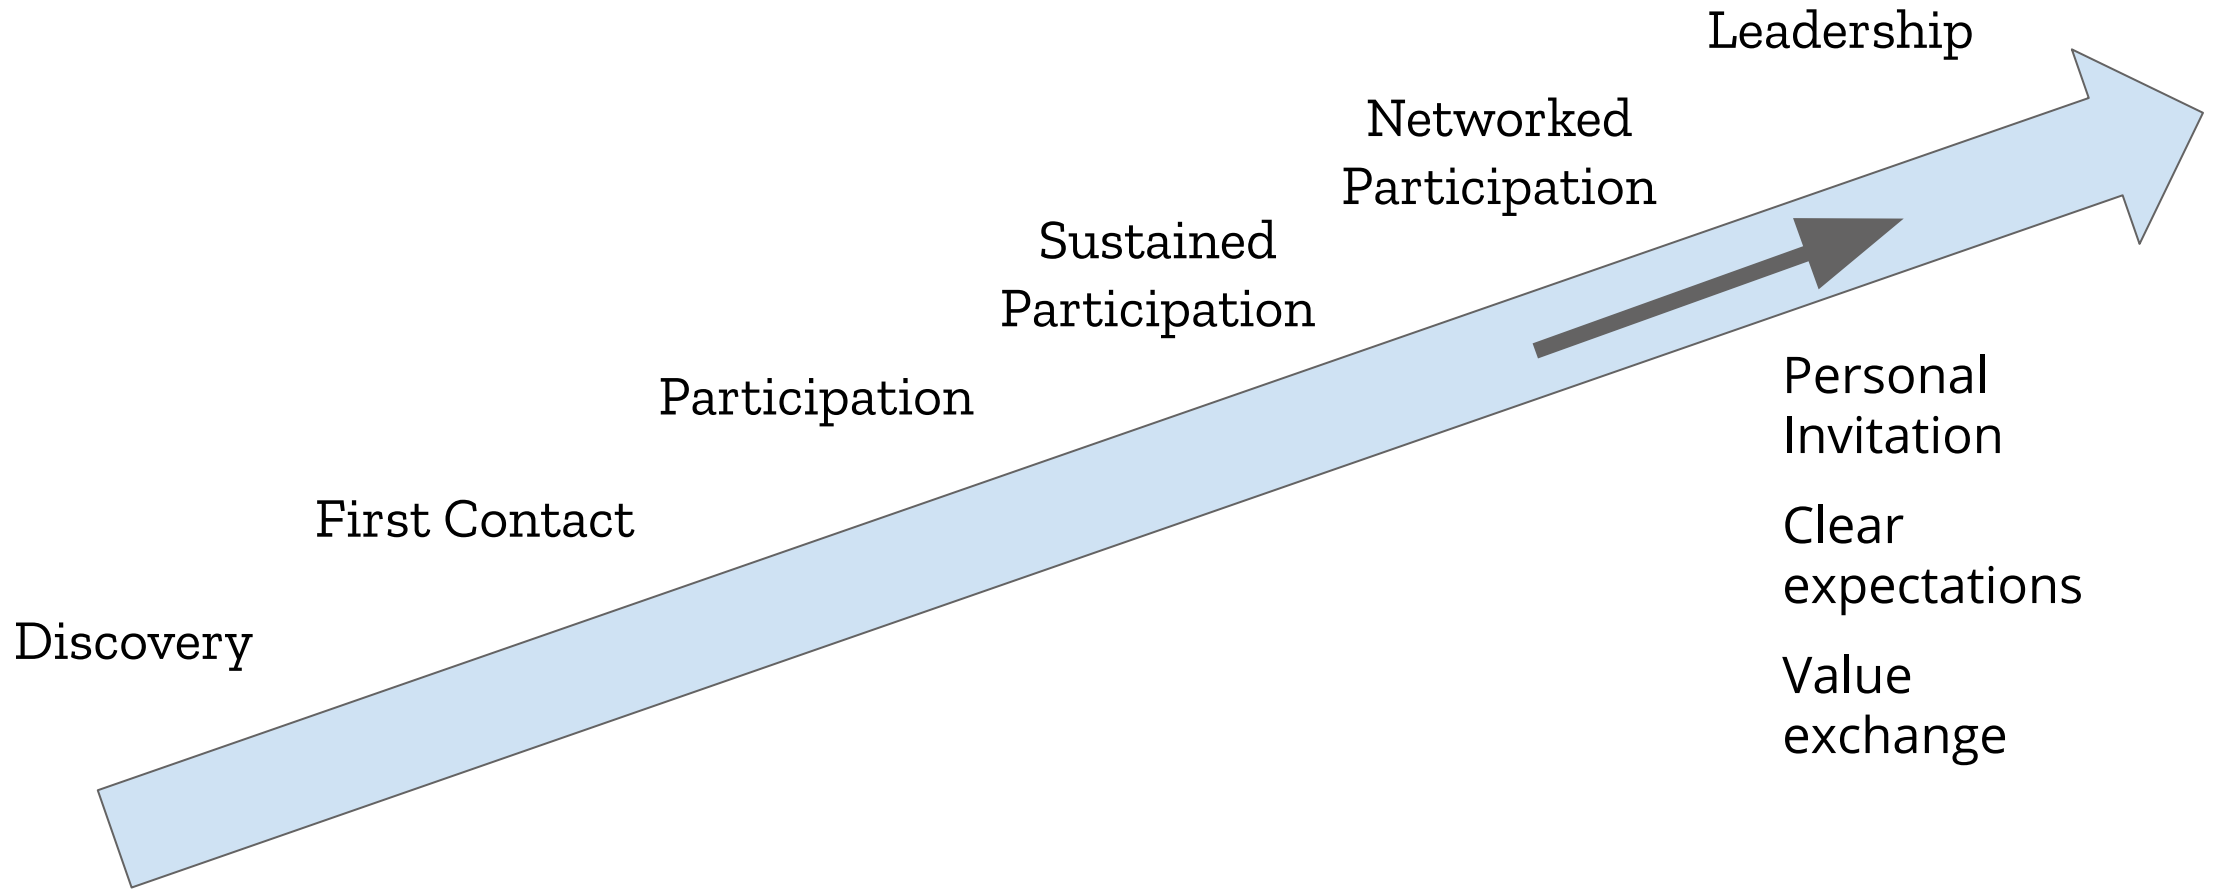 Leadership
Networked
Participation
Sustained
Participation
Participation
First Contact
Discovery
Personal
Invitation
Clear
expectations
Value
exchange